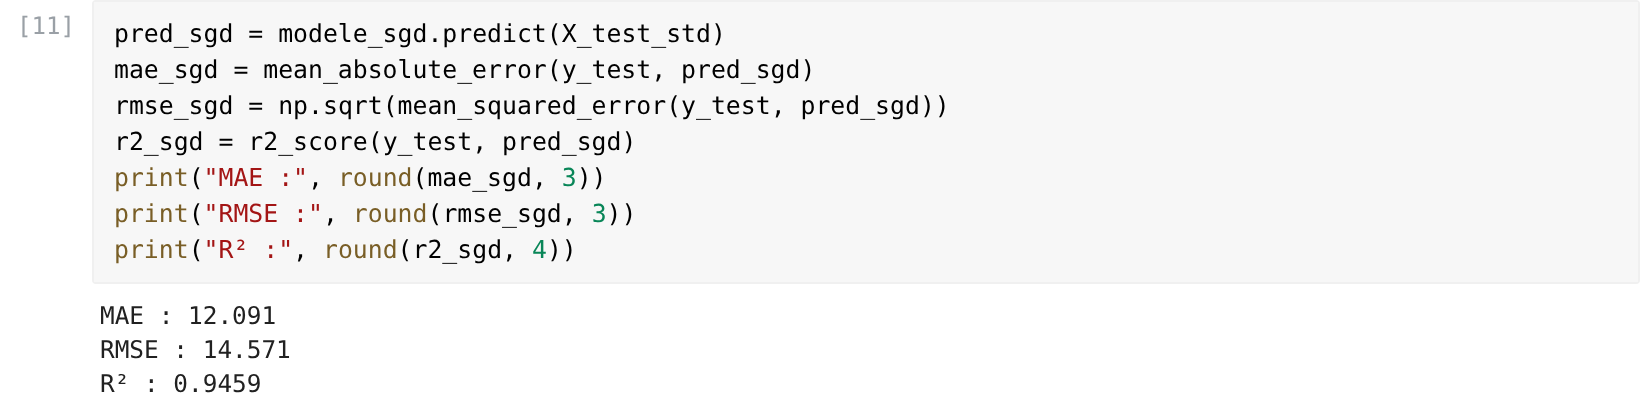 [11]
pred_sgd = modele_sgd.predict(X_test_std)
mae_sgd = mean_absolute_error(y_test, pred_sgd)
rmse_sgd = np.sqrt(mean_squared_error(y_test, pred_sgd))
r2_sgd = r2_score(y_test, pred_sgd)
print("MAE :", round(mae_sgd, 3))
print("RMSE :", round(rmse_sgd, 3))
print("R² :", round(r2_sgd, 4))
MAE : 12.091
RMSE : 14.571
R² : 0.9459